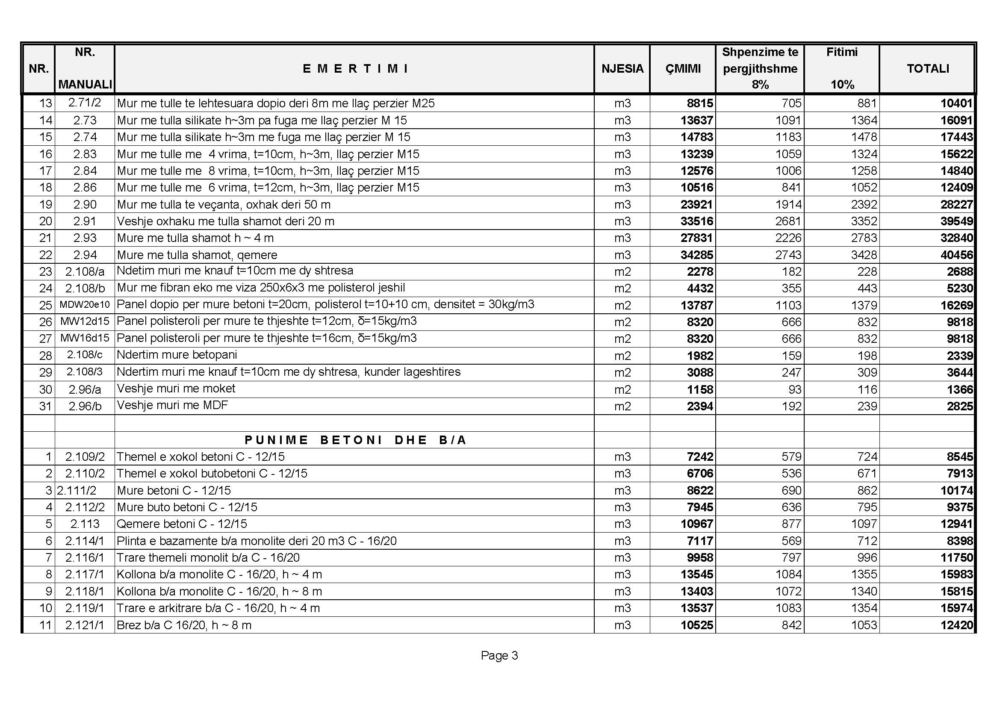 NR. NR. MANUALI E M E R T I M I NJESIA ÇMIMI Shpenzime te pergjithshme 8% Fitimi 10% TOTALI
13 2.71/2 Mur me tulle te lehtesuara dopio deri 8m me llaç perzier M25 m3 8815 705 881 10401
14 2.73 Mur me tulla silikate h~3m pa fuga me llaç perzier M 15 m3 13637 1091 1364 16091
15 2.74 Mur me tulla silikate h~3m me fuga me llaç perzier M 15 m3 14783 1183 1478 17443
16 2.83 Mur me tulle me 4 vrima, t=10cm, h~3m, llaç perzier M15 m3 13239 1059 1324 15622
17 2.84 Mur me tulle me 8 vrima, t=10cm, h~3m, llaç perzier M15 m3 12576 1006 1258 14840
18 2.86 Mur me tulle me 6 vrima, t=12cm, h~3m, llaç perzier M15 m3 10516 841 1052 12409
19 2.90 Mur me tulla te veçanta, oxhak deri 50 m m3 23921 1914 2392 28227
20 2.91 Veshje oxhaku me tulla shamot deri 20 m m3 33516 2681 3352 39549
21 2.93 Mure me tulla shamot h ~ 4 m m3 27831 2226 2783 32840
22 2.94 Mure me tulla shamot, qemere m3 34285 2743 3428 40456
23 2.108/a Ndetim muri me knauf t=10cm me dy shtresa m2 2278 182 228 2688
24 2.108/b Mur me fibran eko me viza 250x6x3 me polisterol jeshil m2 4432 355 443 5230
25 MDW20e10 Panel dopio per mure betoni t=20cm, polisterol t=10+10 cm, densitet = 30kg/m3 m2 13787 1103 1379 16269
26 MW12d15 Panel polisteroli per mure te thjeshte t=12cm, δ=15kg/m3 m2 8320 666 832 9818
27 MW16d15 Panel polisteroli per mure te thjeshte t=16cm, δ=15kg/m3 m2 8320 666 832 9818
28 2.108/c Ndertim mure betopani m2 1982 159 198 2339
29 2.108/3 Ndertim muri me knauf t=10cm me dy shtresa, kunder lageshtires m2 3088 247 309 3644
30 2.96/a Veshje muri me moket m2 1158 93 116 1366
31 2.96/b Veshje muri me MDF m2 2394 192 239 2825
P U N I M E B E T O N I D H E B / A
1 2.109/2 Themel e xokol betoni C - 12/15 m3 7242 579 724 8545
2 2.110/2 Themel e xokol butobetoni C - 12/15 m3 6706 536 671 7913
3 2.111/2 Mure betoni C - 12/15 m3 8622 690 862 10174
4 2.112/2 Mure buto betoni C - 12/15 m3 7945 636 795 9375
5 2.113 Qemere betoni C - 12/15 m3 10967 877 1097 12941
6 2.114/1 Plinta e bazamente b/a monolite deri 20 m3 C - 16/20 m3 7117 569 712 8398
7 2.116/1 Trare themeli monolit b/a C - 16/20 m3 9958 797 996 11750
8 2.117/1 Kollona b/a monolite C - 16/20, h ~ 4 m m3 13545 1084 1355 15983
9 2.118/1 Kollona b/a monolite C - 16/20, h ~ 8 m m3 13403 1072 1340 15815
10 2.119/1 Trare e arkitrare b/a C - 16/20, h ~ 4 m m3 13537 1083 1354 15974
11 2.121/1 Brez b/a C 16/20, h ~ 8 m m3 10525 842 1053 12420
Page 3